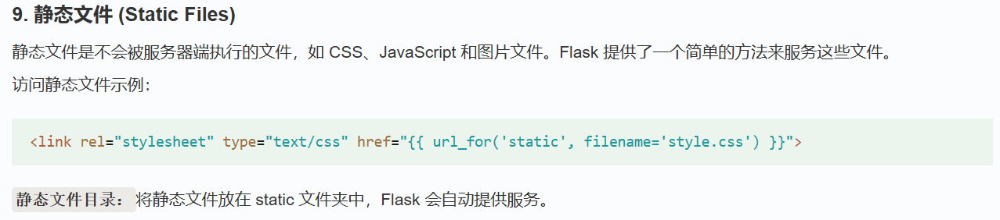 9. 静态文件 (Static Files)
静态文件是不会被服务器端执行的文件，如 CSS、JavaScript 和图片文件。Flask 提供了一个简单的方法来服务这些文件。
访问静态文件示例：
<link rel="stylesheet" type="text/css" href="{{ url_for('static', filename='style.css') }}">
静态文件目录：将静态文件放在 static 文件夹中，Flask 会自动提供服务。